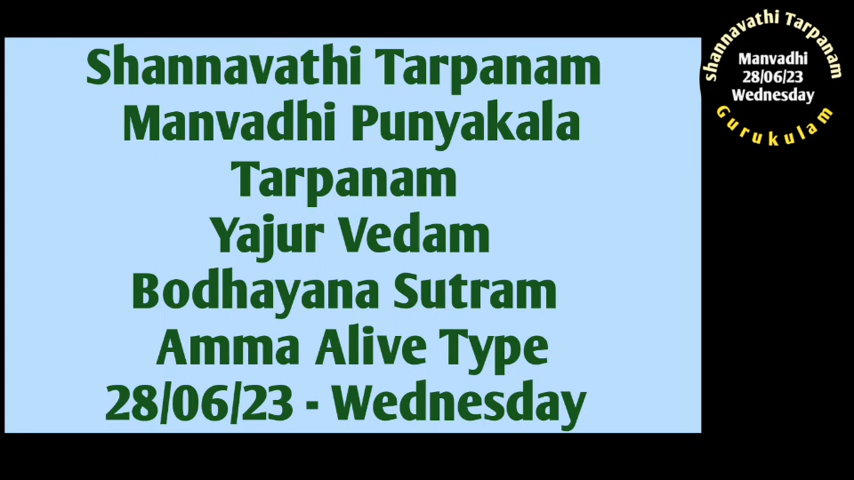 Shannavathi Tarpanam
Manvadhi Punyakala
Tarpanam
Yajur Vedam
Bodhayana Sutram
Amma Alive Type
28/06/23 - Wednesday
shannavathi Tarpanam
Manvadhi
28/06/23
Wednesday
Gurukulam